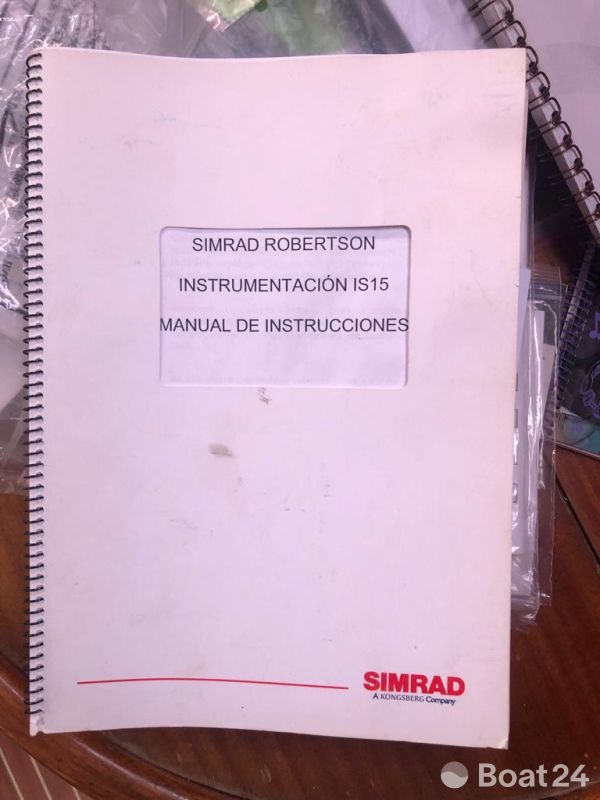 SIMRAD ROBERTSON
INSTRUMENTACIÓN IS15
MANUAL DE INSTRUCCIONES
SIMRAD
A KONGSBERG Company
Boat24